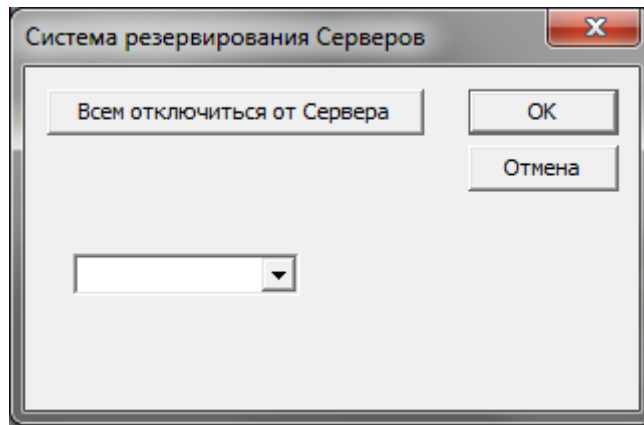 Система резервирования Серверов
Всем отключиться от Сервера
OK
Отмена